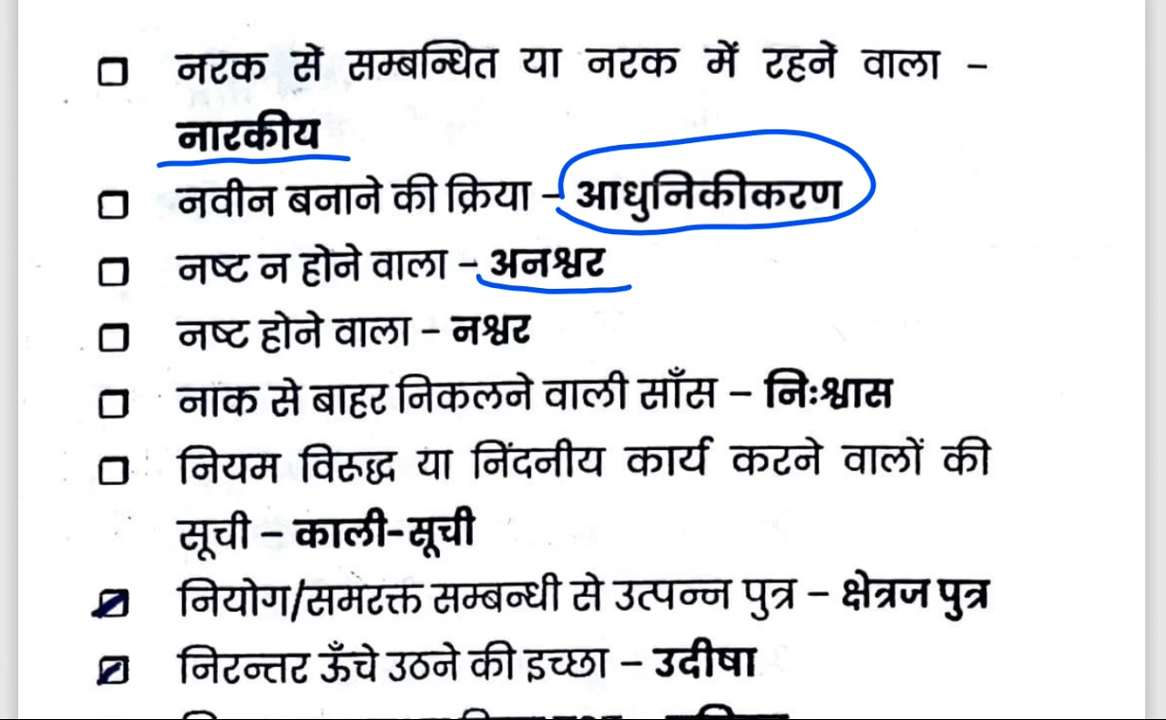 नरक से सम्बन्धित या नरक में रहने वाला –
नारकीय
नवीन बनाने की क्रिया – आधुनिकीकरण
नष्ट न होने वाला – अनश्वर
नष्ट होने वाला – नश्वर
नाक से बाहर निकलने वाली साँस – निःश्वास
नियम विरूद्ध या निंदनीय कार्य करने वालों की
सूची – काली-सूची
नियोग/समरक्त सम्बन्धी से उत्पन्न पुत्र – क्षेत्रज पुत्र
निरन्तर ऊँचे उठने की इच्छा – उदीषा